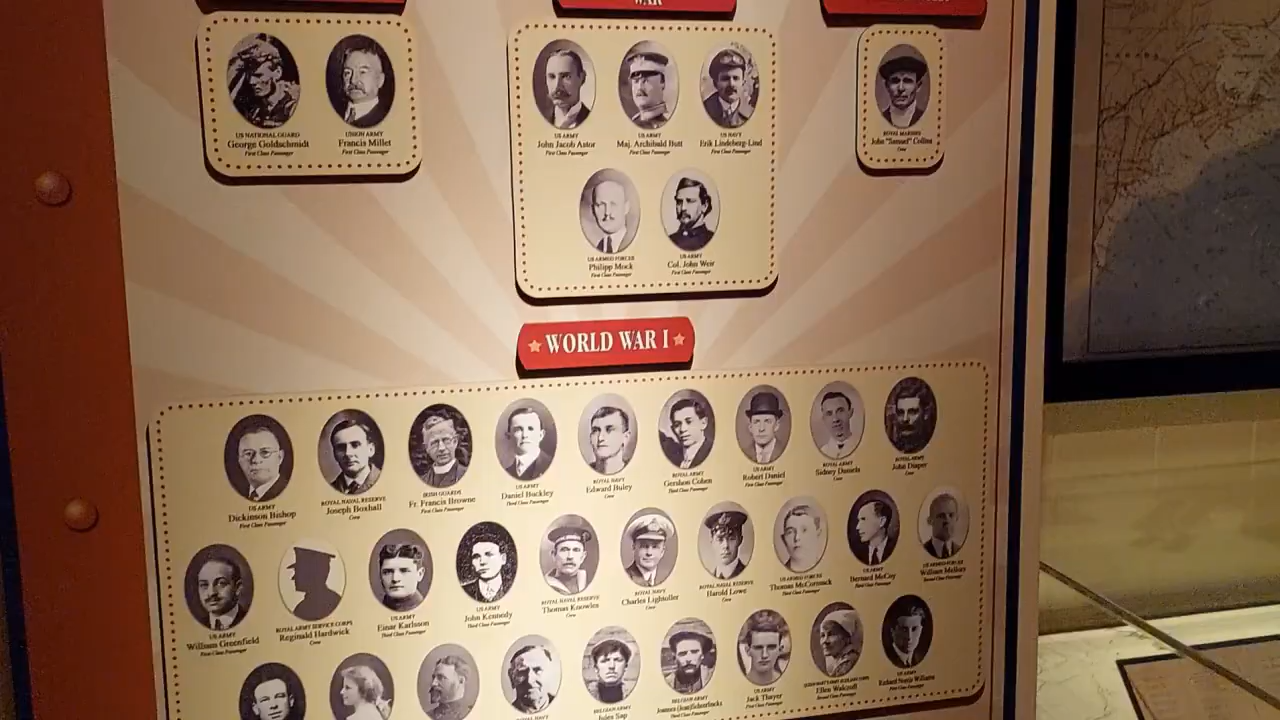 WAR
US NATIONAL GUARD
George Goldschmidt
First Class Passenger
UNION ARMY
Francis Millet
First Class Passenger
US ARMY
John Jacob Astor
First Class Passenger
US ARMY
Maj. Archibald Butt
First Class Passenger
US NAVY
Erik Lindeberg-Lind
First Class Passenger
ROYAL MARINES
John "Samuel" Collins
Crew
US ARMED FORCES
Philipp Mock
First Class Passenger
US ARMY
Col. John Weir
First Class Passenger
WORLD WAR I
US ARMY
Dickinson Bishop
First Class Passenger
ROYAL NAVAL RESERVE
Joseph Boxhall
Crew
IRISH GUARDS
Fr. Francis Browne
First Class Passenger
US ARMY
Daniel Buckley
Third Class Passenger
ROYAL NAVY
Edward Buley
Crew
ROYAL ARMY
Gershon Cohen
Third Class Passenger
US ARMY
Robert Daniel
First Class Passenger
ROYAL ARMY
Sidney Daniels
Crew
ROYAL ARMY
John Diaper
Crew
US ARMY
William Greenfield
First Class Passenger
ROYAL ARMY SERVICE CORPS
Reginald Hardwick
Crew
US ARMY
Einar Karlsson
Third Class Passenger
US ARMY
John Kennedy
Third Class Passenger
ROYAL NAVAL RESERVE
Thomas Knowles
Crew
ROYAL NAVY
Charles Lightoller
Crew
ROYAL NAVAL RESERVE
Harold Lowe
Crew
US ARMED FORCES
Thomas McCormack
Third Class Passenger
US ARMY
Bernard McCoy
Third Class Passenger
US ARMED FORCES
William Mellors
Second Class Passenger
ROYAL NAVY
BELGIAN ARMY
Jules Sap
BELGIAN ARMY
Third Class Passenger
US ARMY
Jack Thayer
First Class Passenger
Ellen Walcroft
Second Class Passenger
US ARMY
Richard Norris Williams
First Class Passenger